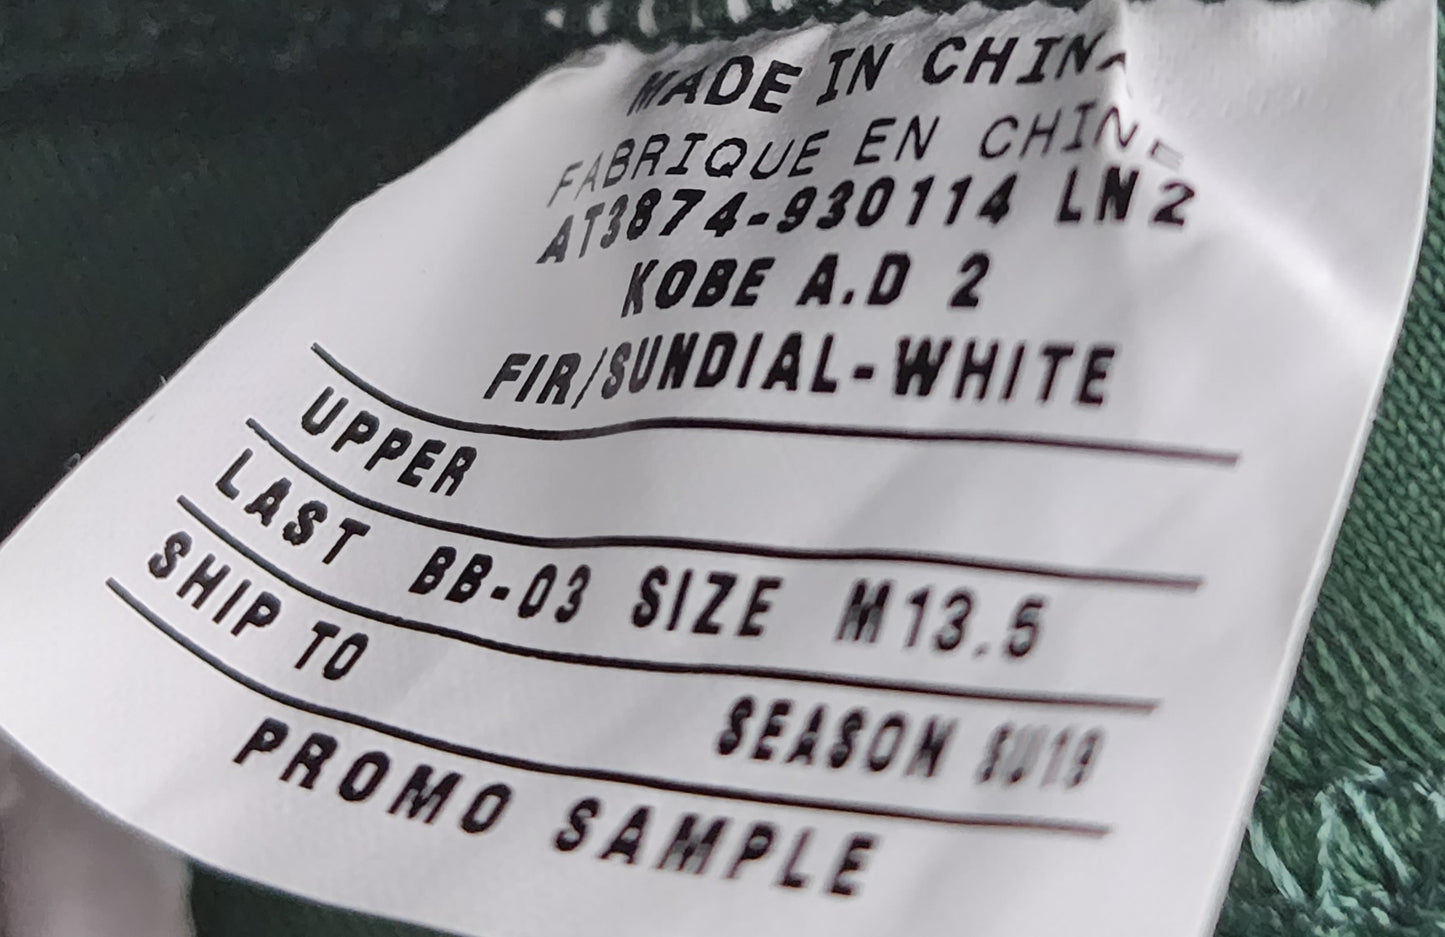 MADE IN CHINA
FABRIQUE EN CHINE
AT3874-930114 LN2
KOBE A.D 2
FIR/SUNDIAL-WHITE
UPPER
LAST BB-03 SIZE M13.5
SHIP TO
SEASON SU19
PROMO SAMPLE